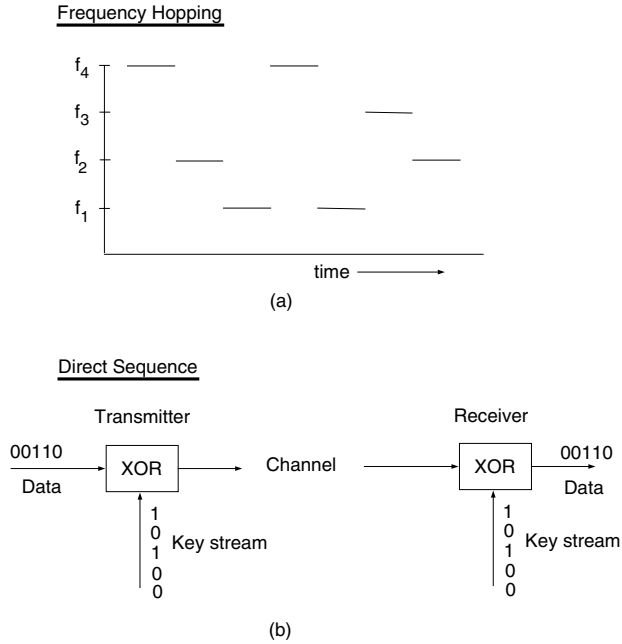 Frequency Hopping
f4
f3
f2
f1
time
(a)
Direct Sequence
Transmitter
Receiver
00110
XOR
Channel
XOR
00110
Data
Data
1
0
1
0
0
Key stream
1
0
1
0
0
Key stream
(b)